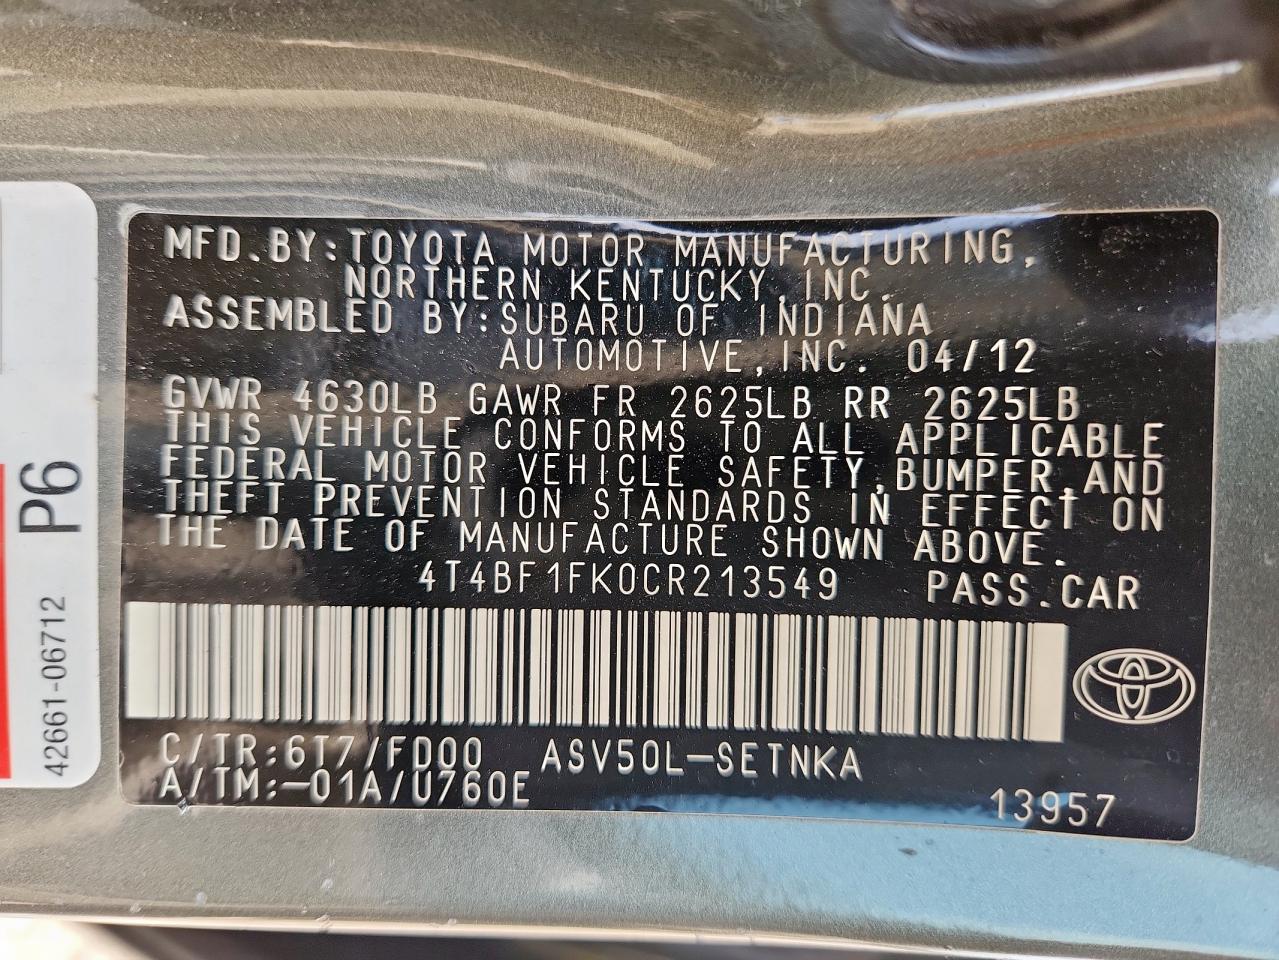 MFD.BY:TOYOTA MOTOR MANUFACTURING,
NORTHERN KENTUCKY,INC.
ASSEMBLED BY:SUBARU OF INDIANA
AUTOMOTIVE,INC. 04/12
GVWR 4630LB GAWR FR 2625LB RR 2625LB
THIS VEHICLE CONFORMS TO ALL APPLICABLE
FEDERAL MOTOR VEHICLE SAFETY,BUMPER,AND
THEFT PREVENTION STANDARDS IN EFFECT ON
THE DATE OF MANUFACTURE SHOWN ABOVE.
4T4BF1FK0CR213549 PASS.CAR
C/TR:6T7/FD00 ASV50L-SETNKA
A/TM:-01A/U760E
13957
P6
42661-06712